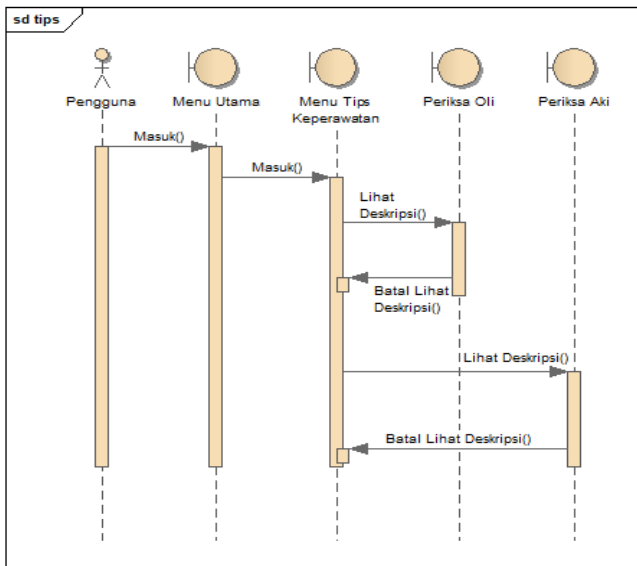 sd tips
Pengguna
Menu Utama
Menu Tips
Keperawatan
Periksa Oli
Periksa Aki
Masuk()
Masuk()
Lihat
Deskripsi()
Batal Lihat
Deskripsi()
Lihat Deskripsi()
Batal Lihat Deskripsi()